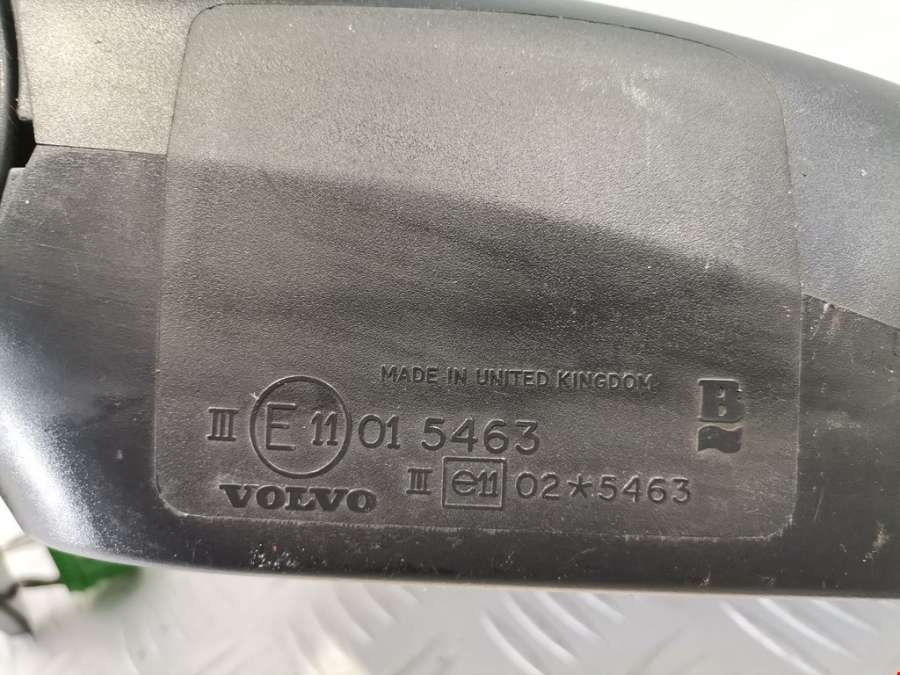 MADE IN UNITED KINGDOM
III E 11 01 5463
B
III e11 02*5463
VOLVO